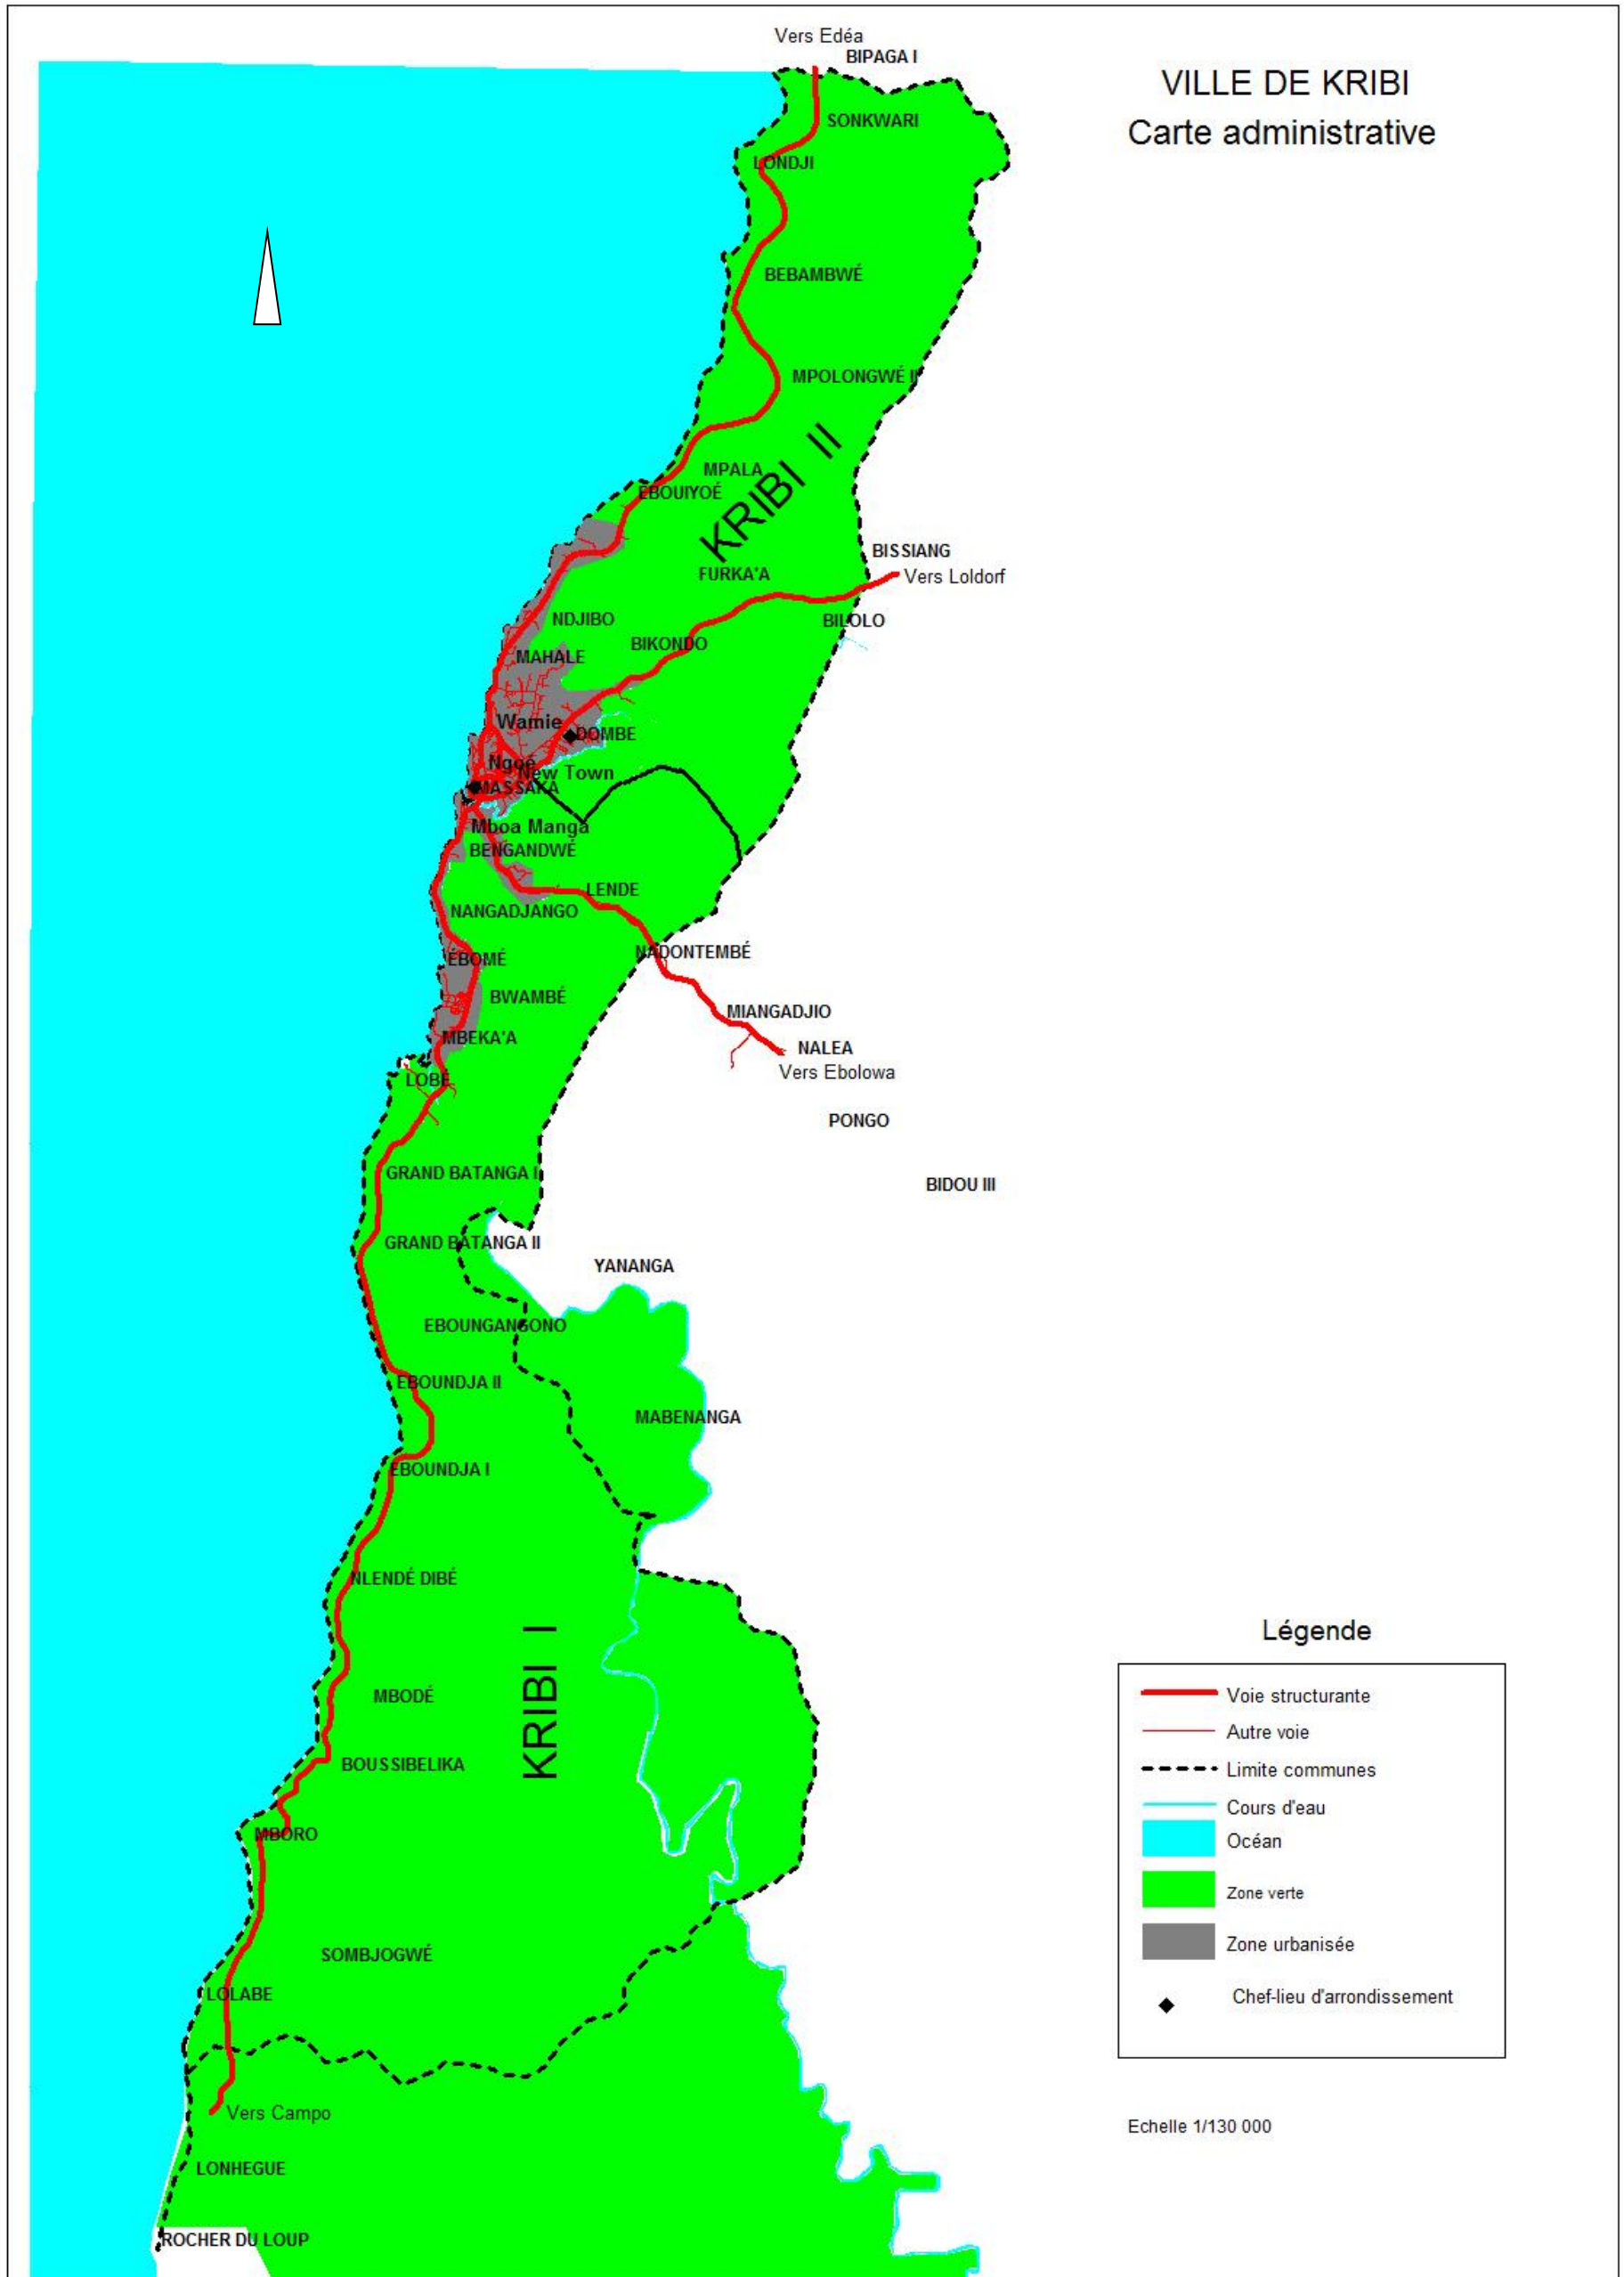 VILLE DE KRIBI
Carte administrative
Vers Edéa
BIPAGA I
SONKWARI
LONDJI
BEBAMBWÉ
MPOLONGWÉ II
MPALA
EBOUIYOÉ
KRIBI II
BISSIANG
Vers Loldorf
FURKA'A
BILOLO
NDJIBO
BIKONDO
MAHALE
Wamie
DOMBE
Ngoé
New Town
MASSAKA
Mboa Manga
BENGANDWÉ
LENDE
NANGADJANGO
NADONTEMBÉ
ÉBOMÉ
BWAMBÉ
MIANGADJIO
MBEKA'A
NALEA
Vers Ebolowa
LOBÉ
PONGO
GRAND BATANGA I
BIDOU III
GRAND BATANGA II
YANANGA
EBOUNGANGONO
EBOUNDJA II
MABENANGA
EBOUNDJA I
NLENDÉ DIBÉ
KRIBI I
MBODÉ
BOUSSIBELIKA
MBORO
SOMBJOGWÉ
LOLABE
Vers Campo
LONHEGUE
ROCHER DU LOUP
Légende
Voie structurante
Autre voie
Limite communes
Cours d'eau
Océan
Zone verte
Zone urbanisée
Chef-lieu d'arrondissement
Echelle 1/130 000